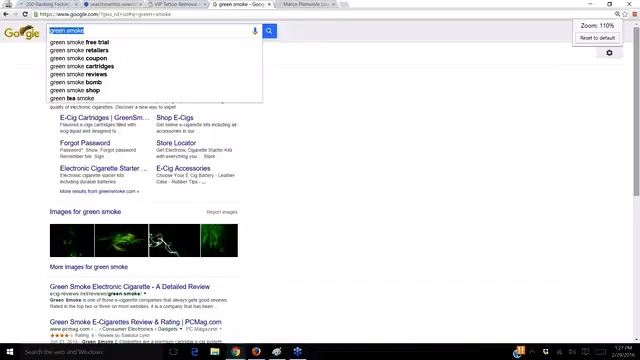 200 Ranking Factors
searchmetrics
VIP Tattoo Removal
green smoke - Google
https://www.google.com/?gws_rd=ssl#q=green+smoke
Zoom: 110%
Reset to default
Google
green smoke
green smoke free trial
green smoke retailers
green smoke coupon
green smoke cartridges
green smoke reviews
green smoke bomb
green smoke shop
green tea smoke
quality of electronic cigarettes. Discover a new way to vape!
E-Cig Cartridges | GreenSm...
Flavored e-cig cartridges filled with
ecig liquid and designed to ...
Shop E-Cigs
Get online e-cigarette kits including all
accessories in our ...
Forgot Password
Password*. Show. Forgot Password
Remember Me. Sign ...
Store Locator
Get Electronic Cigarette Starter Kits
with everything you ...
Electronic Cigarette Starter ...
E-cigarette starter kits
including durable batteries
E-Cig Accessories
Choose Your E Cig Battery - Leather
Case - Rubber Tips - ...
More results from greensmoke.com »
Images for green smoke
Report images
More images for green smoke
Green Smoke Electronic Cigarette - A Detailed Review
ecig-reviews.net/reviews/green-smoke/
Green Smoke is one of those e-cigarette companies that always gets good reviews
Rated in the top two or three on most websites, it is a company that has been
Green Smoke E-Cigarettes Review & Rating | PCMag.com
www.pcmag.com › ... › Consumer Electronics › Gadgets
PC Magazine
Search the web and Windows
1:27 PM
2/29/2016